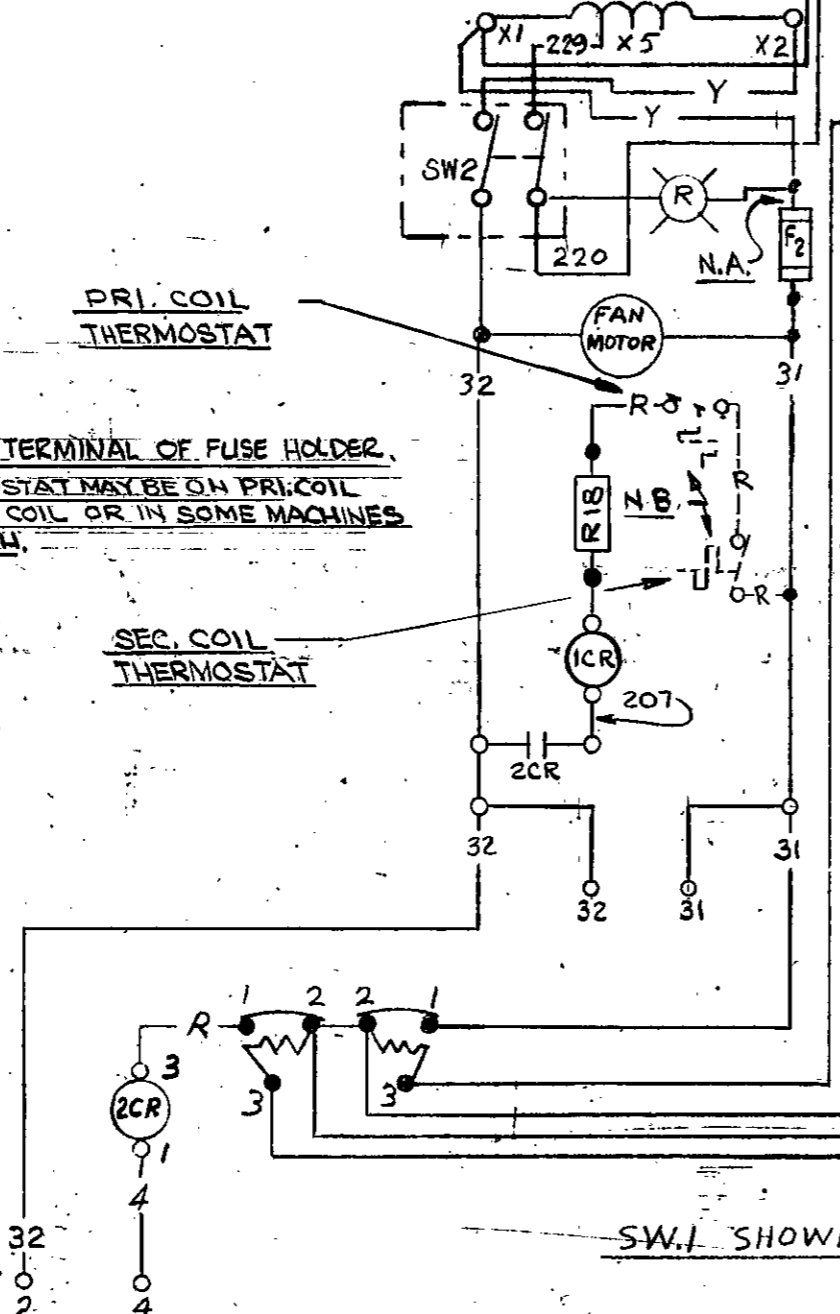 X1
229
X5
X2
Y
Y
SW2
R
F2
220
N.A.
PRI. COIL
THERMOSTAT
FAN
MOTOR
32
31
R
TERMINAL OF FUSE HOLDER.
STAT MAY BE ON PRI. COIL
COIL OR IN SOME MACHINES
R18
N.B.
R
R
SEC. COIL
THERMOSTAT
1CR
207
2CR
32
31
32
31
R
1
2
2
1
3
3
3
2CR
1
4
32
2
4
SW.1 SHOW